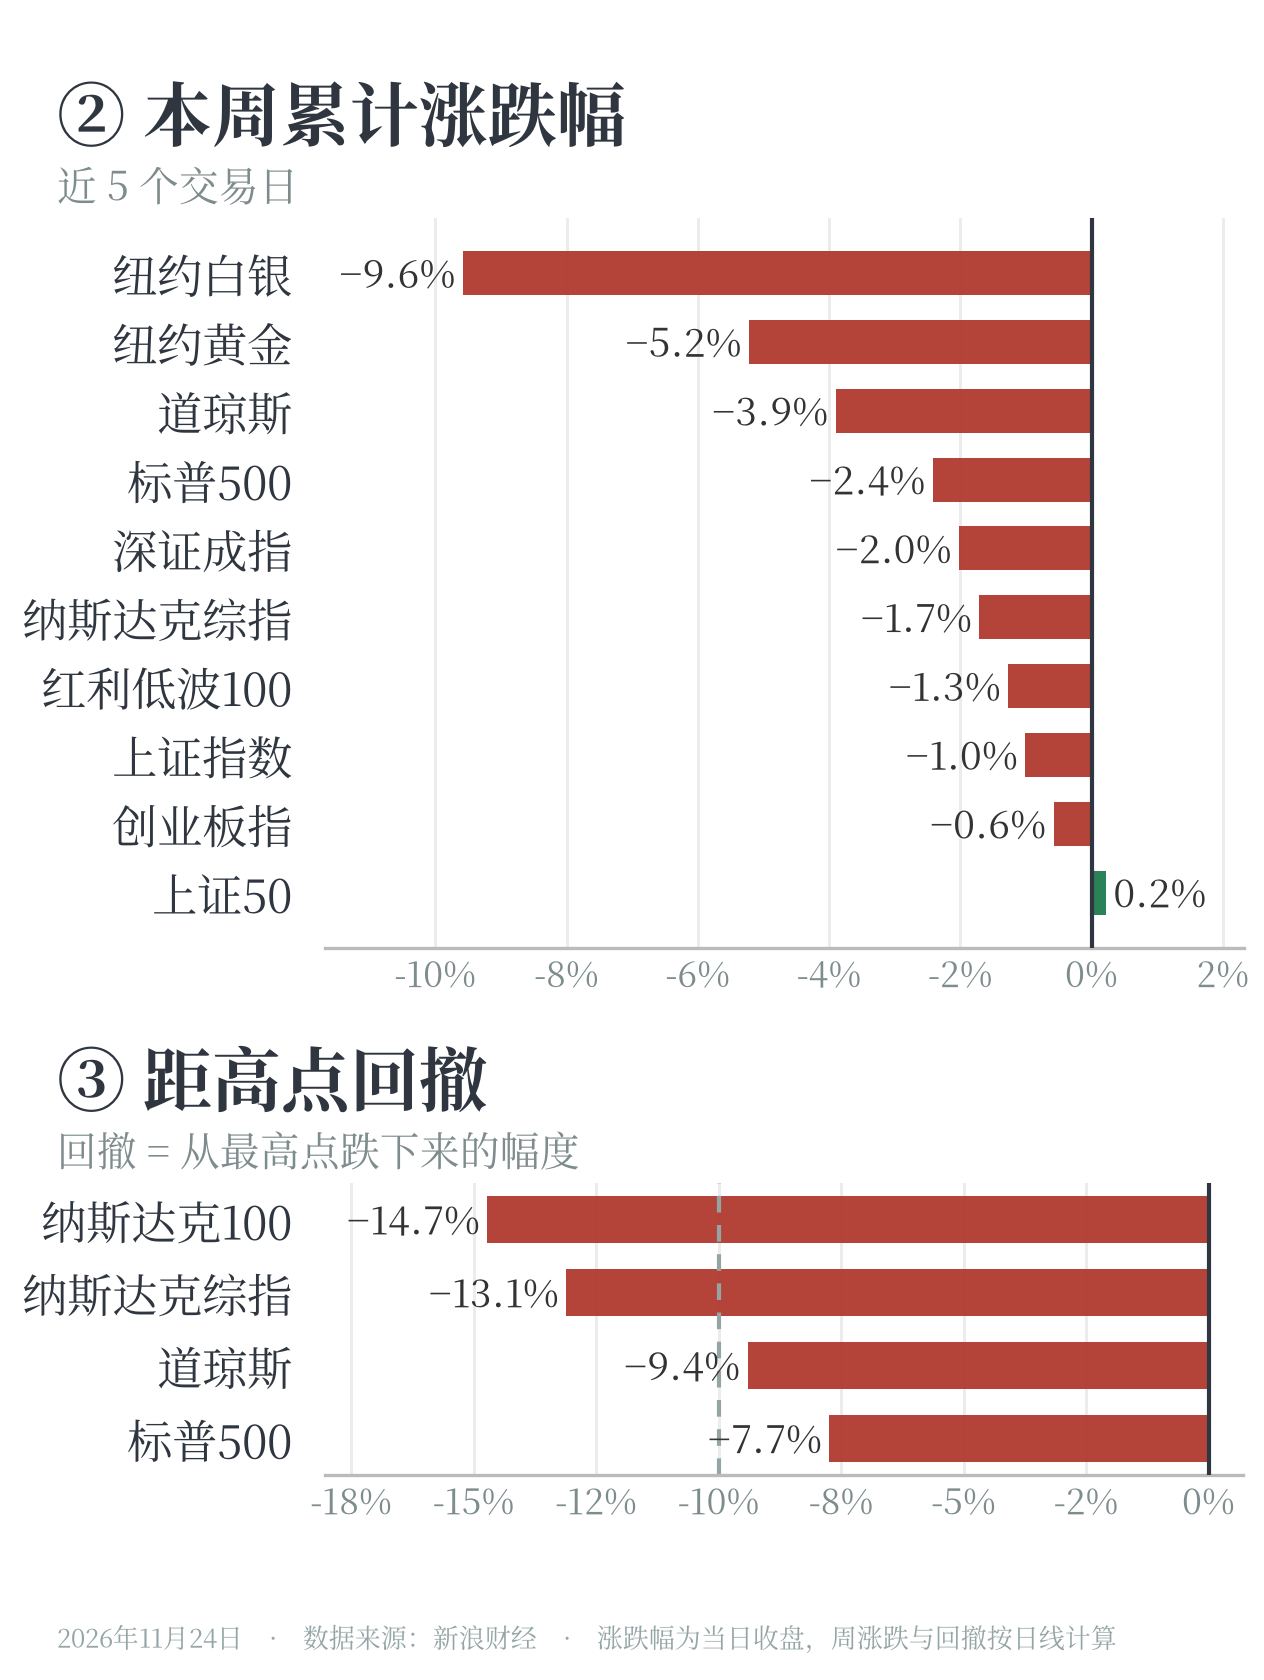 ② 本周累计涨跌幅
近 5 个交易日
纽约白银 −9.6%
纽约黄金 −5.2%
道琼斯 −3.9%
标普500 −2.4%
深证成指 −2.0%
纳斯达克综指 −1.7%
红利低波100 −1.3%
上证指数 −1.0%
创业板指 −0.6%
上证50 0.2%
-10% -8% -6% -4% -2% 0% 2%
③ 距高点回撤
回撤 = 从最高点跌下来的幅度
纳斯达克100 −14.7%
纳斯达克综指 −13.1%
道琼斯 −9.4%
标普500 −7.7%
-18% -15% -12% -10% -8% -5% -2% 0%
2026年11月24日 · 数据来源：新浪财经 · 涨跌幅为当日收盘，周涨跌与回撤按日线计算